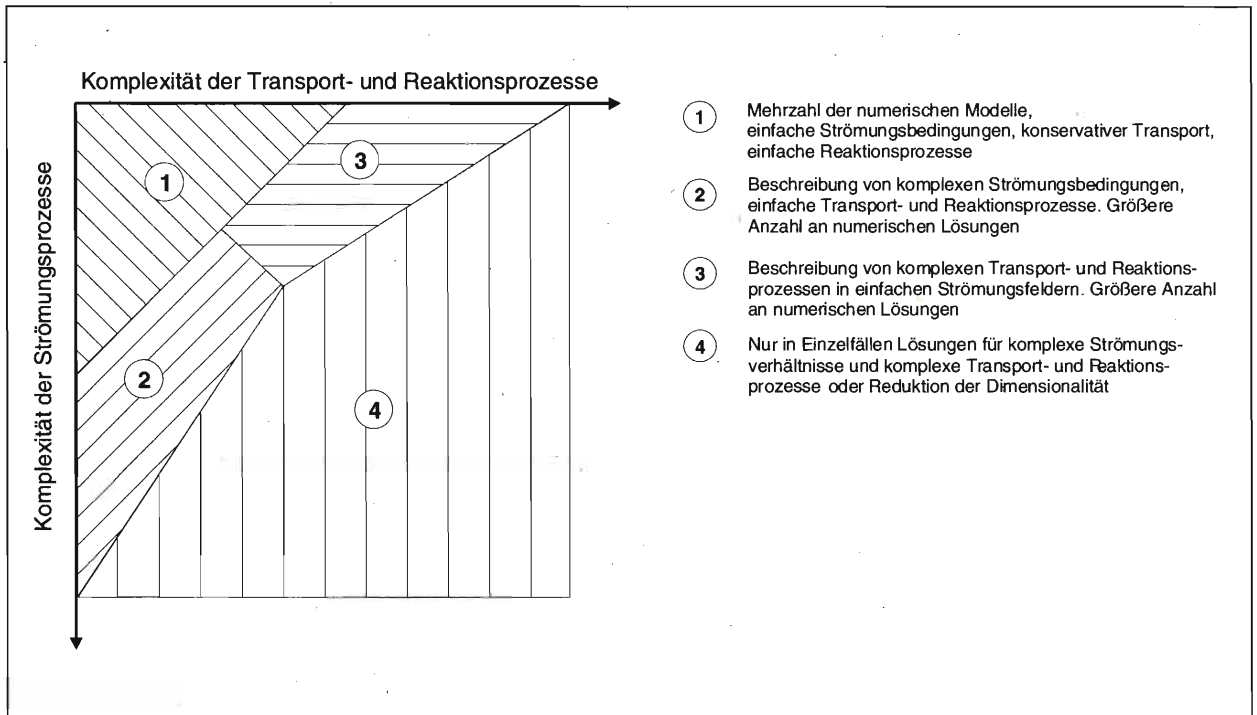 Komplexität der Transport- und Reaktionsprozesse
Komplexität der Strömungsprozesse
1
3
2
4
1 Mehrzahl der numerischen Modelle,
einfache Strömungsbedingungen, konservativer Transport,
einfache Reaktionsprozesse
2 Beschreibung von komplexen Strömungsbedingungen,
einfache Transport- und Reaktionsprozesse. Größere
Anzahl an numerischen Lösungen
3 Beschreibung von komplexen Transport- und Reaktions-
prozessen in einfachen Strömungsfeldern. Größere Anzahl
an numerischen Lösungen
4 Nur in Einzelfällen Lösungen für komplexe Strömungs-
verhältnisse und komplexe Transport- und Reaktions-
prozesse oder Reduktion der Dimensionalität